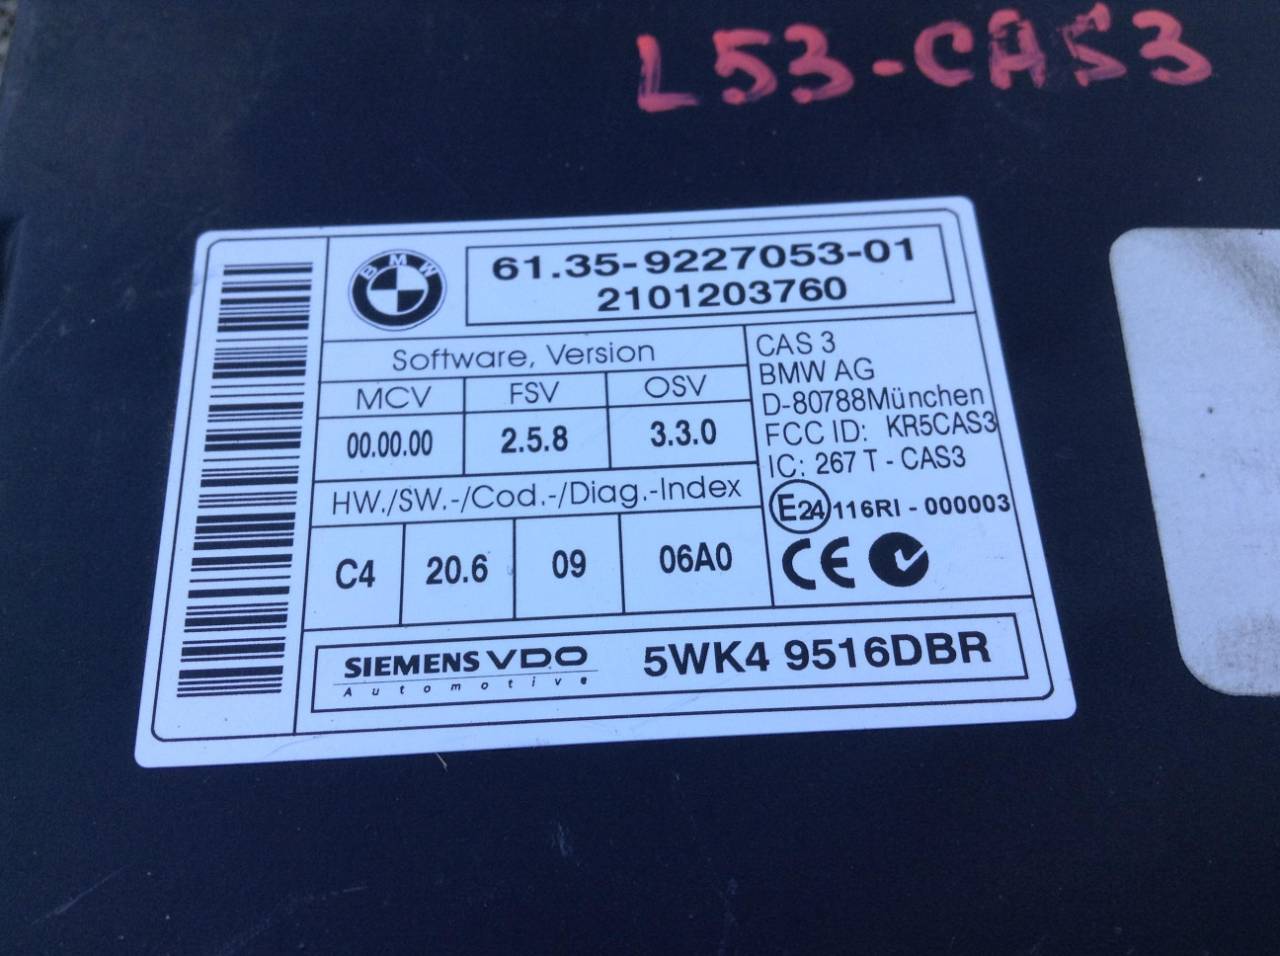 L53-CAS3
BMW
61.35-9227053-01
2101203760
Software, Version
MCV FSV OSV
00.00.00 2.5.8 3.3.0
HW./SW.-/Cod.-/Diag.-Index
C4 20.6 09 06A0
CAS 3
BMW AG
D-80788München
FCC ID: KR5CAS3
IC: 267 T - CAS3
E24 116RI - 000003
CE
SIEMENS VDO
Automotive
5WK4 9516DBR